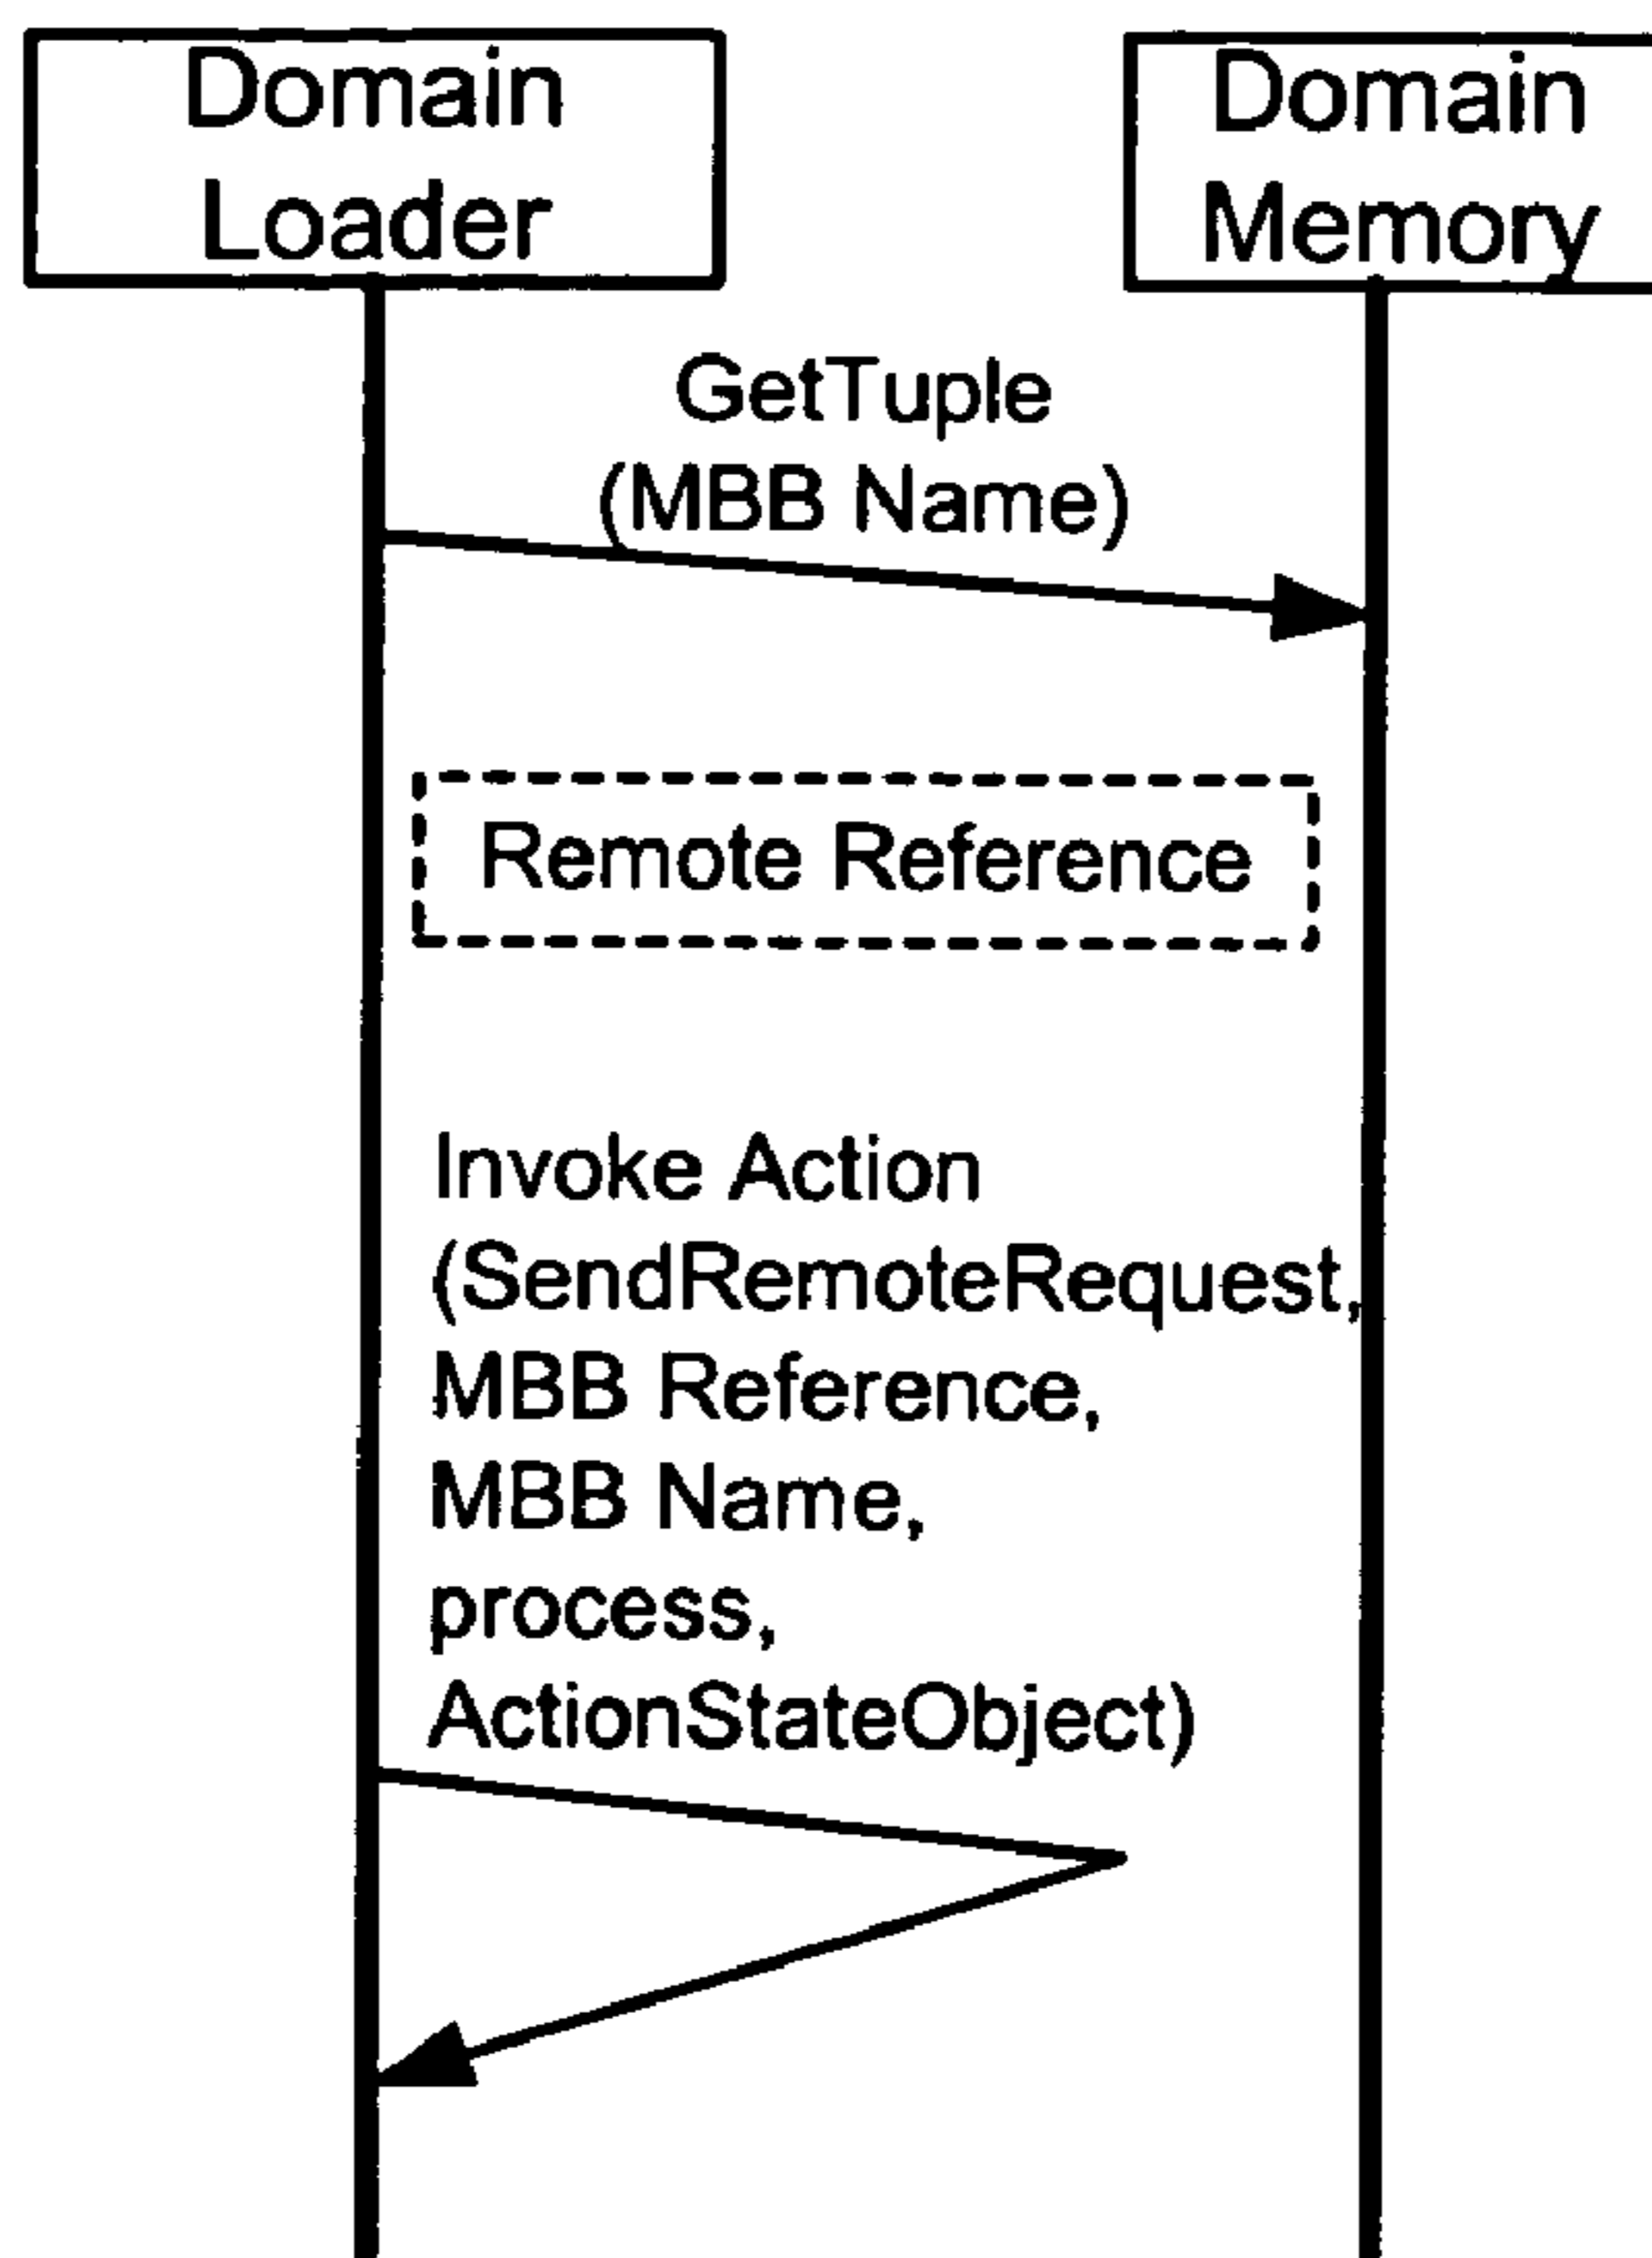 Domain
Loader
Domain
Memory
GetTuple
(MBB Name)
Remote Reference
Invoke Action
(SendRemoteRequest,
MBB Reference,
MBB Name,
process,
ActionStateObject)